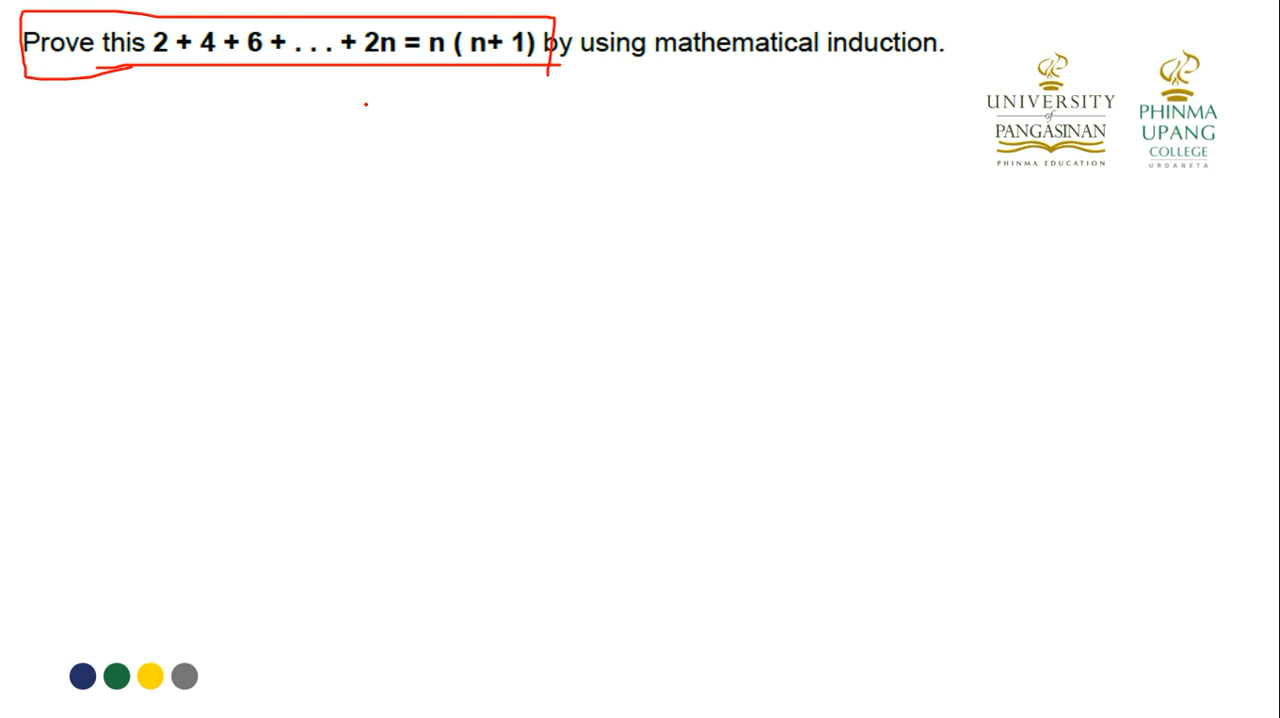 Prove this 2 + 4 + 6 + . . . + 2n = n ( n+ 1) by using mathematical induction.
UNIVERSITY
of
PANGASINAN
PHINMA EDUCATION
PHINMA
UPANG
COLLEGE
URDANETA